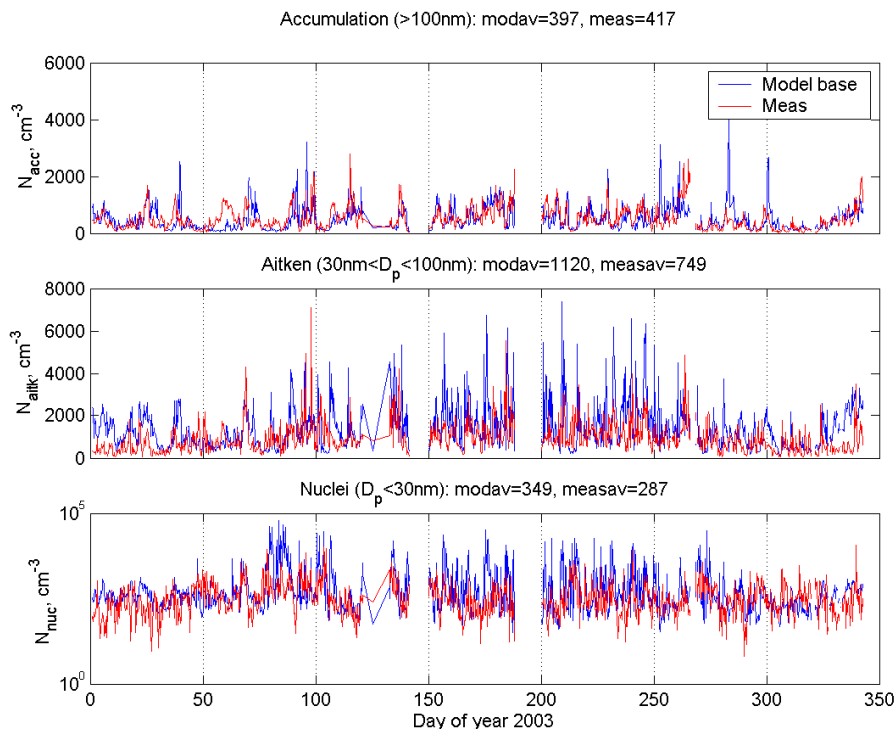 Accumulation (>100nm): modav=397, meas=417
6000
4000
2000
0
N_acc, cm^-3
Model base
Meas
Aitken (30nm<D_p<100nm): modav=1120, measav=749
8000
6000
4000
2000
0
N_aitk, cm^-3
Nuclei (D_p<30nm): modav=349, measav=287
10^5
10^0
N_nuc, cm^-3
0 50 100 150 200 250 300 350
Day of year 2003